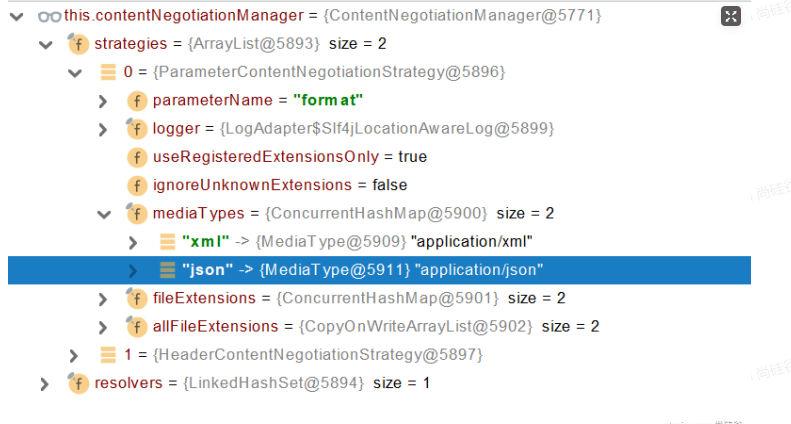 this.contentNegotiationManager = {ContentNegotiationManager@5771}
strategies = {ArrayList@5893} size = 2
0 = {ParameterContentNegotiationStrategy@5896}
parameterName = "format"
logger = {LogAdapter$Slf4jLocationAwareLog@5899}
useRegisteredExtensionsOnly = true
ignoreUnknownExtensions = false
mediaTypes = {ConcurrentHashMap@5900} size = 2
"xml" -> {MediaType@5909} "application/xml"
"json" -> {MediaType@5911} "application/json"
fileExtensions = {ConcurrentHashMap@5901} size = 2
allFileExtensions = {CopyOnWriteArrayList@5902} size = 2
1 = {HeaderContentNegotiationStrategy@5897}
resolvers = {LinkedHashSet@5894} size = 1